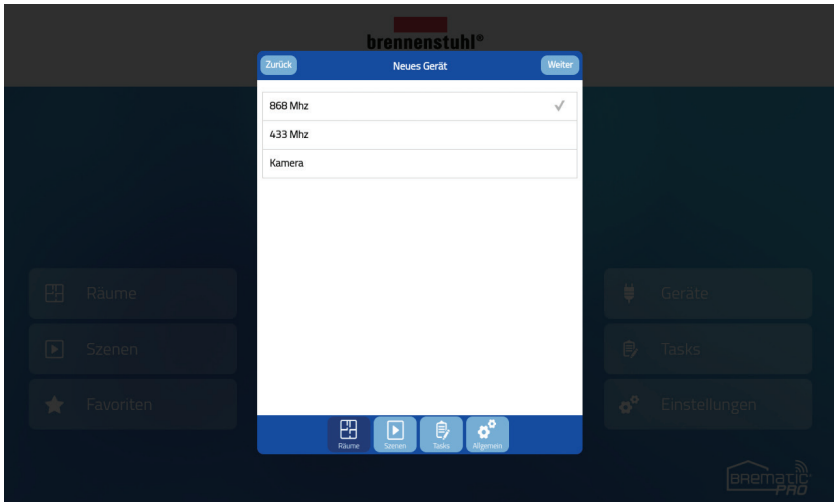 brennenstuhl®
Zurück
Neues Gerät
Weiter
868 Mhz
433 Mhz
Kamera
Räume
Szenen
Favoriten
Geräte
Tasks
Einstellungen
Räume
Szenen
Tasks
Allgemein
BREMATIC
PRO